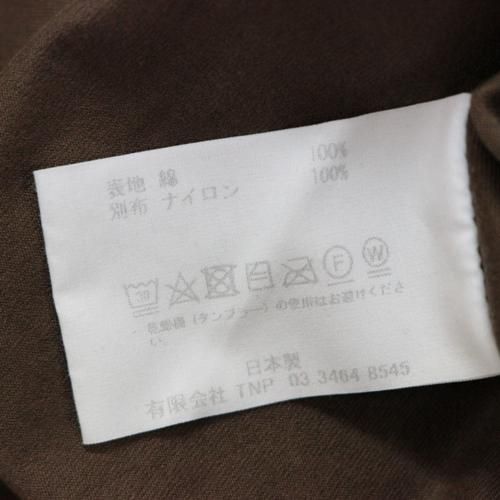 表地 綿 100%
別布 ナイロン 100%
30 F W
乾燥機(タンブラー)の使用はお避けくださ
い。
日本製
有限会社 TNP 03 3464 8545